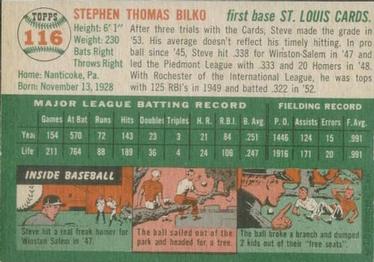 TOPPS
116
STEPHEN THOMAS BILKO
first base ST. LOUIS CARDS.
Height: 6' 1"
Weight: 230
Bats Right
Throws Right
Home: Nanticoke, Pa.
Born: November 13, 1928
After three trials with the Cards, Steve made the grade in
'53. His average doesn't reflect his timely hitting. In pro
ball since '45, Steve hit .338 for Winston-Salem in '47
and led the Piedmont League with .333 and 20 Homers in '48.
With Rochester of the International League, he was tops
with 125 RBI's in 1949 and batted .322 in '52.
MAJOR LEAGUE BATTING RECORD
FIELDING RECORD
Games At Bat Runs Hits Doubles Triples H.R. R.B.I. B. Avg. P.O. Assists Errors F. Avg.
Year 154 570 72 143 23 3 21 84 .251 1446 124 15 .991
Life 211 764 88 189 36 6 24 106 .247 1916 171 20 .991
INSIDE BASEBALL
Steve hit a real freak homer for
Winston Salem in '47.
The ball sailed out of the
park and headed for a tree.
The ball broke a branch and dumped
2 kids out of their "free seats".